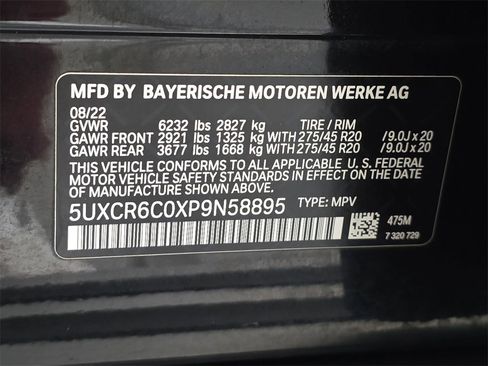 MFD BY BAYERISCHE MOTOREN WERKE AG
08/22
GVWR 6232 lbs 2827 kg TIRE / RIM
GAWR FRONT 2921 lbs 1325 kg WITH 275/45 R20 /9.0J x 20
GAWR REAR 3677 lbs 1668 kg WITH 275/45 R20 /9.0J x 20
THIS VEHICLE CONFORMS TO ALL APPLICABLE U. S. FEDERAL
MOTOR VEHICLE SAFETY STANDARDS IN EFFECT ON THE
DATE OF MANUFACTURE SHOWN ABOVE.
5UXCR6C0XP9N58895 TYPE: MPV
475M
7 320 729